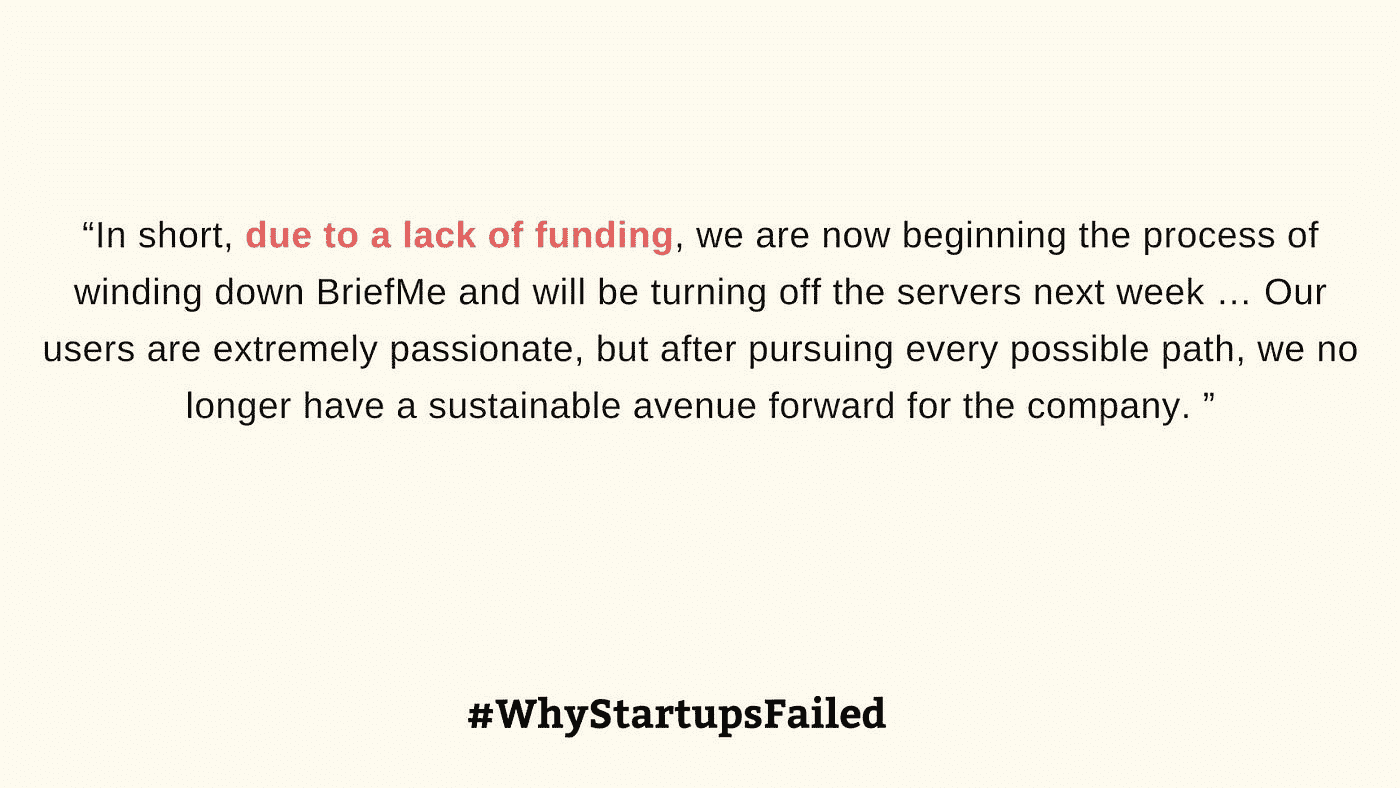 “In short, due to a lack of funding, we are now beginning the process of
winding down BriefMe and will be turning off the servers next week … Our
users are extremely passionate, but after pursuing every possible path, we no
longer have a sustainable avenue forward for the company. ”
#WhyStartupsFailed